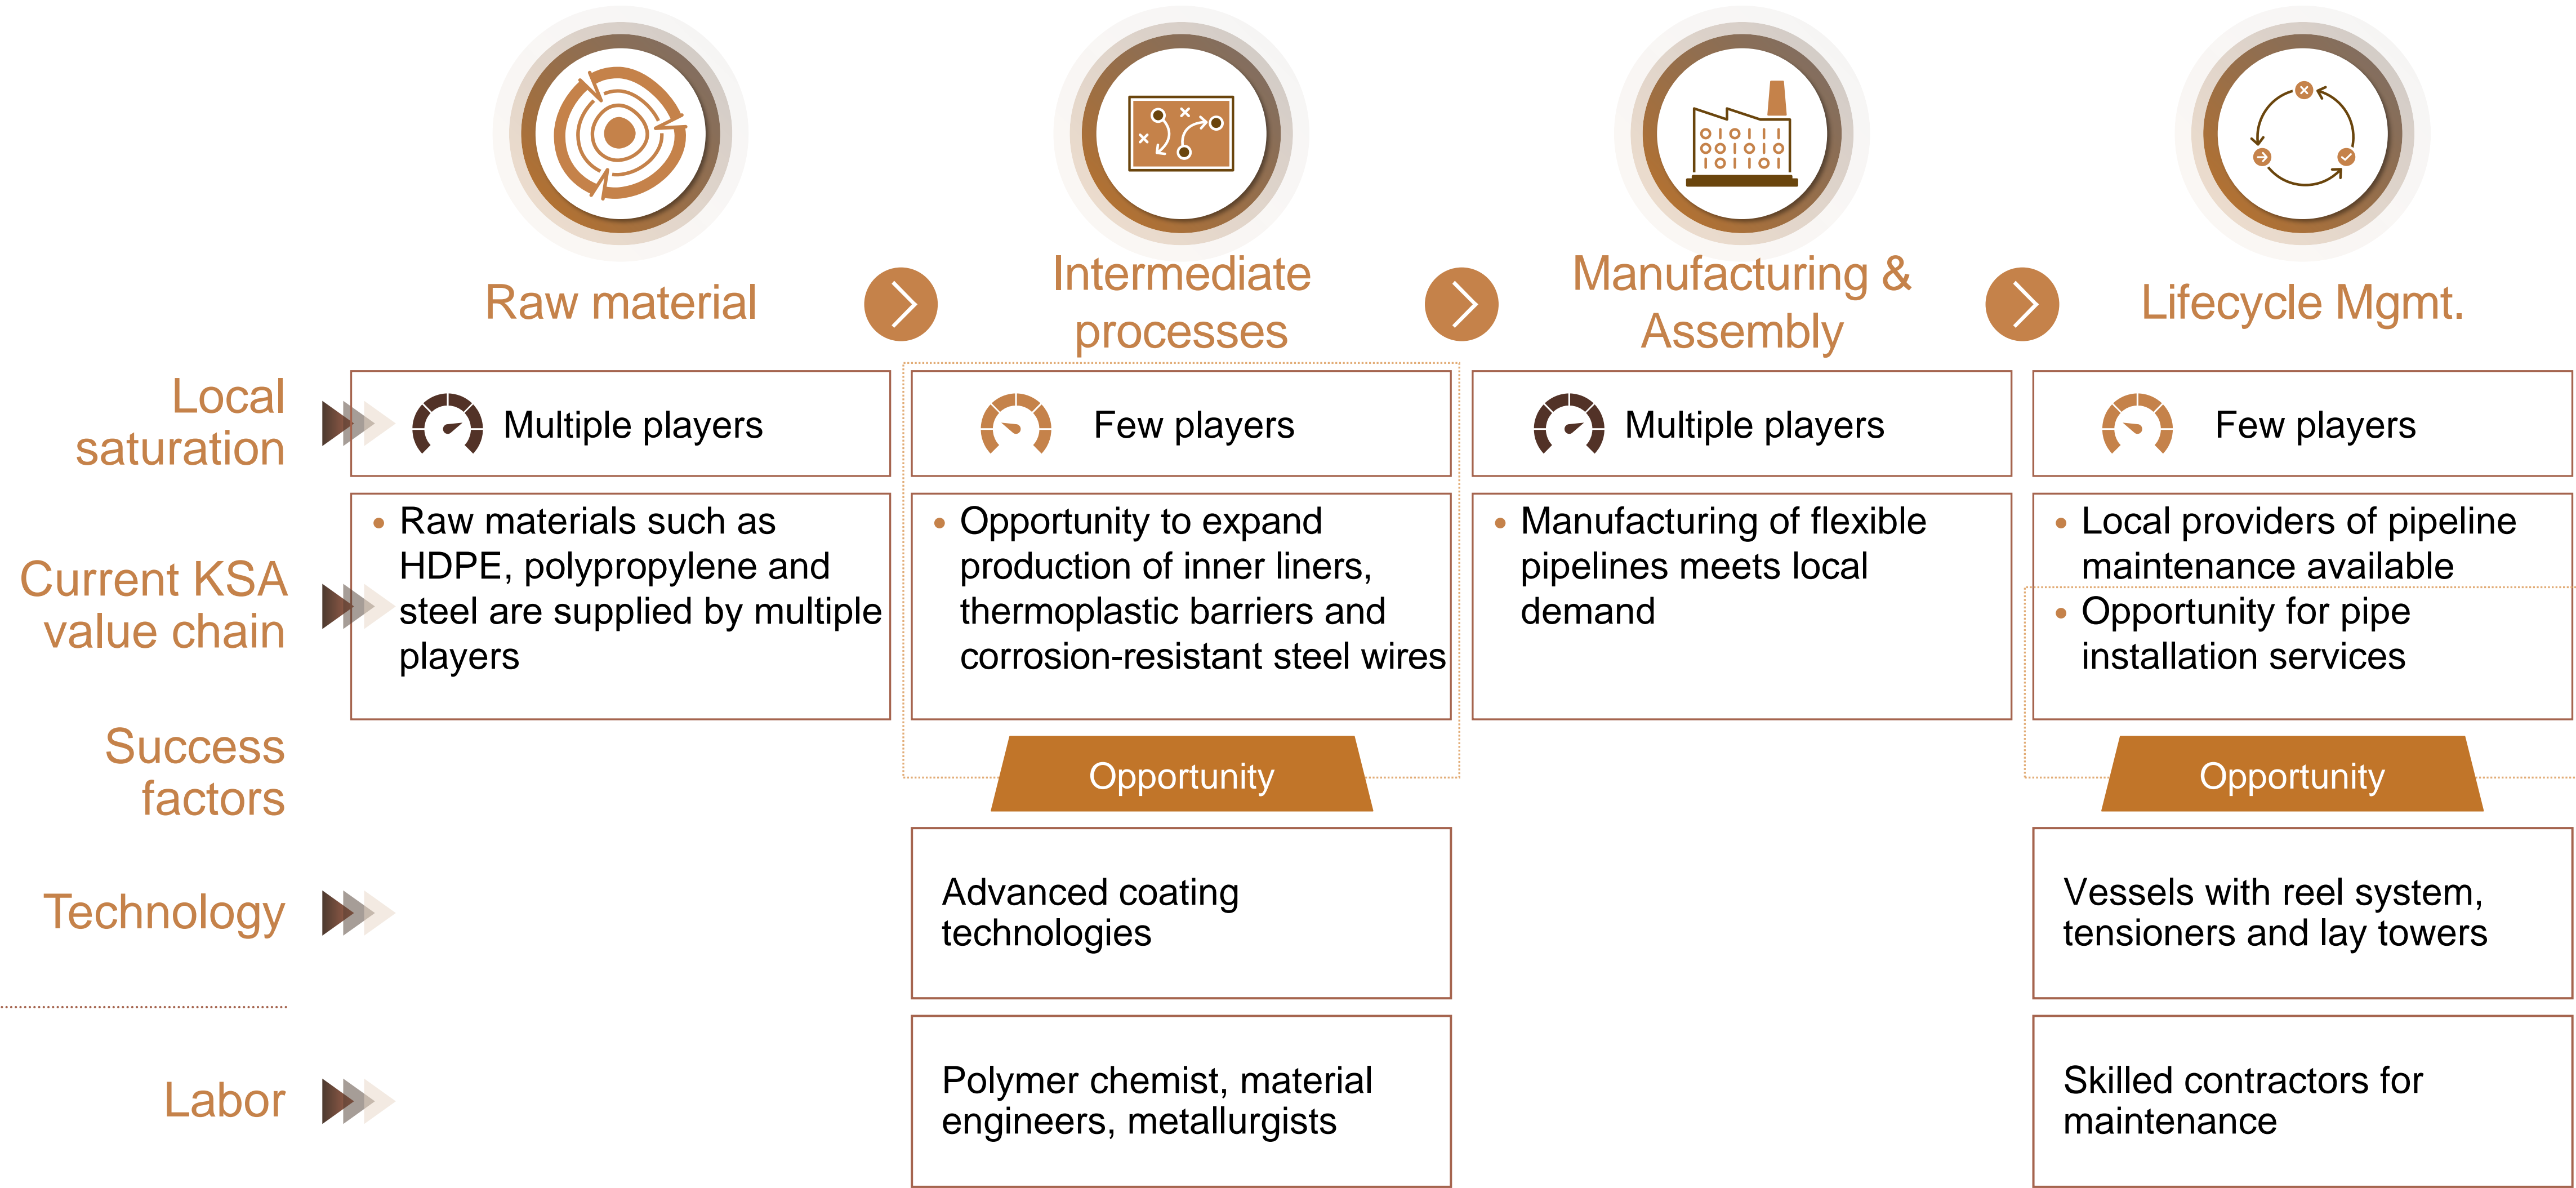 Raw material
Intermediate
processes
Manufacturing &
Assembly
Lifecycle Mgmt.
Local
saturation
Multiple players
Few players
Multiple players
Few players
Current KSA
value chain
• Raw materials such as
HDPE, polypropylene and
steel are supplied by multiple
players
• Opportunity to expand
production of inner liners,
thermoplastic barriers and
corrosion-resistant steel wires
• Manufacturing of flexible
pipelines meets local
demand
• Local providers of pipeline
maintenance available
• Opportunity for pipe
installation services
Success
factors
Opportunity
Opportunity
Technology
Advanced coating
technologies
Vessels with reel system,
tensioners and lay towers
Labor
Polymer chemist, material
engineers, metallurgists
Skilled contractors for
maintenance